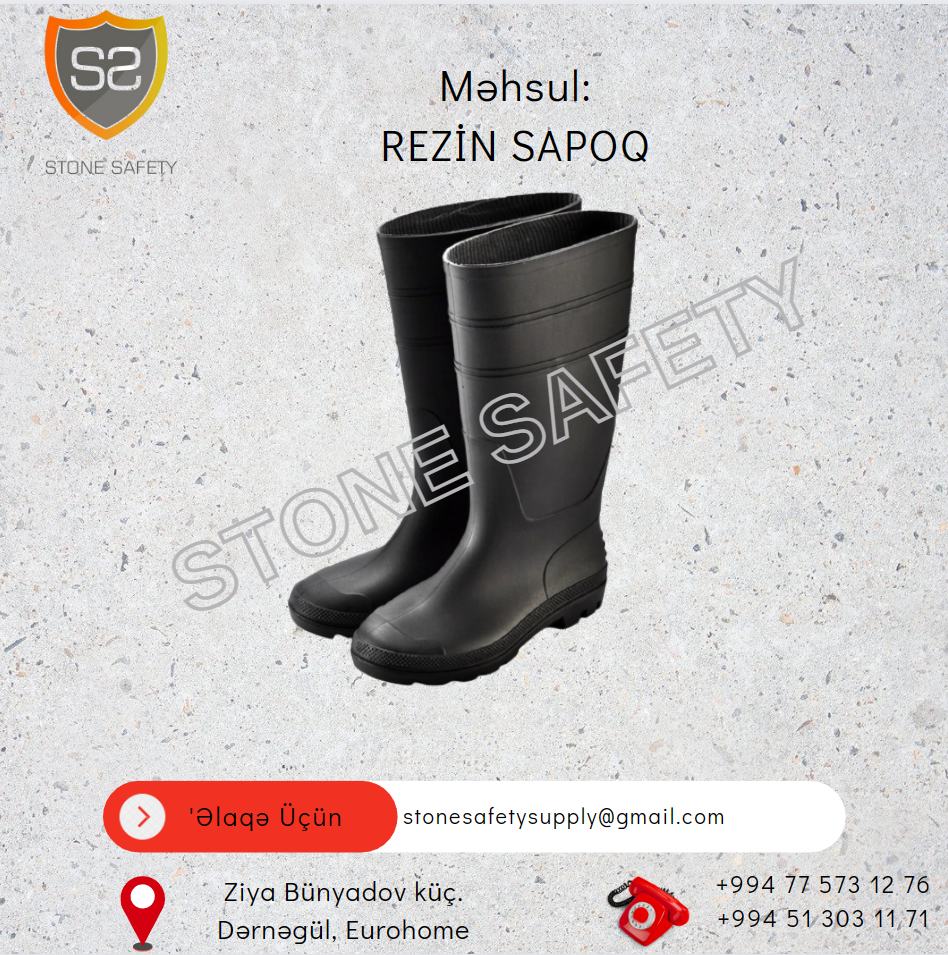 SS
STONE SAFETY
Məhsul:
REZİN SAPOQ
STONE SAFETY
'Əlaqə Üçün
stonesafetysupply@gmail.com
Ziya Bünyadov küç.
Dərnəgül, Eurohome
+994 77 573 12 76
+994 51 303 11 71